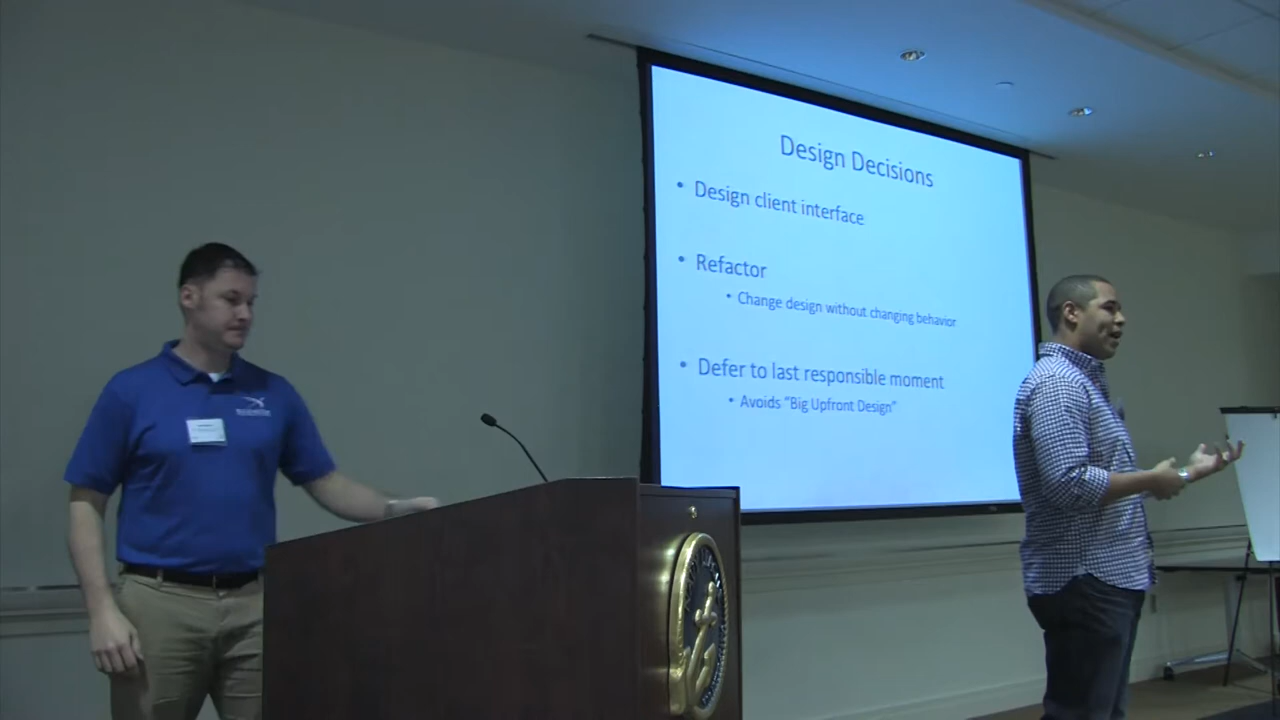 Design Decisions
• Design client interface
• Refactor
• Change design without changing behavior
• Defer to last responsible moment
• Avoids "Big Upfront Design"